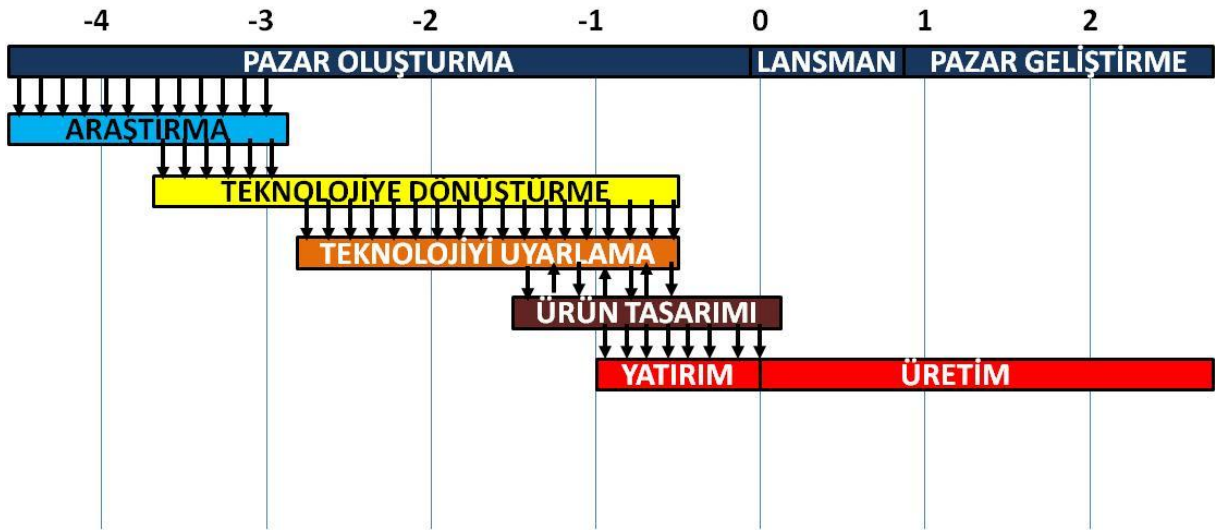 -4 -3 -2 -1 0 1 2
PAZAR OLUŞTURMA LANSMAN PAZAR GELİŞTİRME
ARAŞTIRMA
TEKNOLOJİYE DÖNÜŞTÜRME
TEKNOLOJİYİ UYARLAMA
ÜRÜN TASARIMI
YATIRIM ÜRETİM